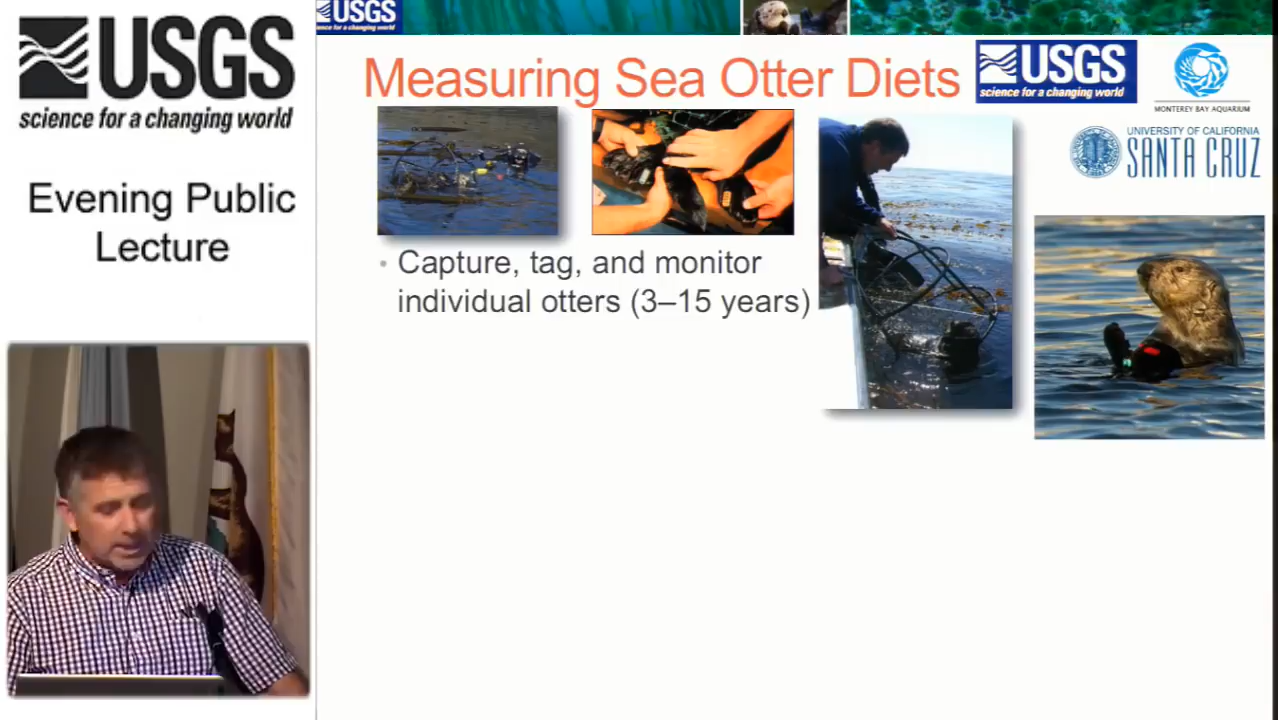 USGS
science for a changing world
Evening Public
Lecture
USGS
science for a changing world
Measuring Sea Otter Diets
USGS
science for a changing world
MONTEREY BAY AQUARIUM
UNIVERSITY OF CALIFORNIA
SANTA CRUZ
• Capture, tag, and monitor
individual otters (3–15 years)